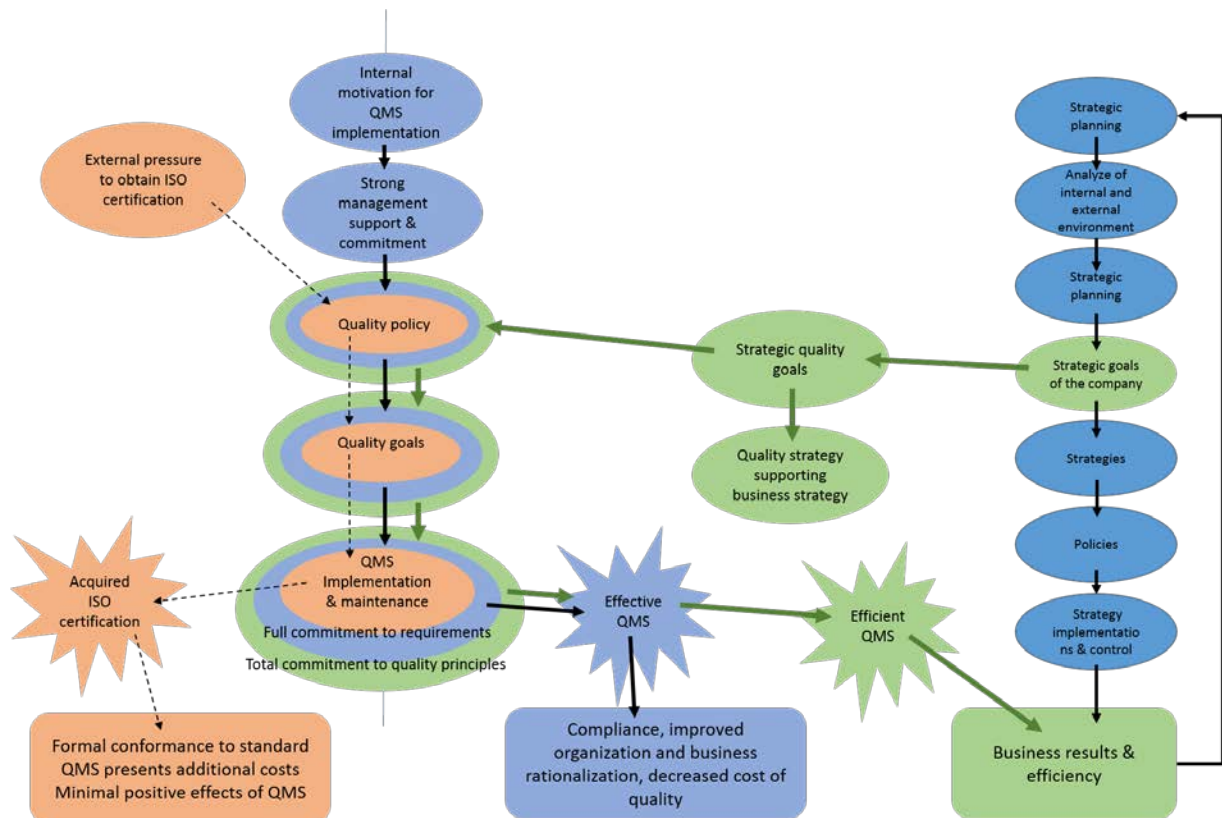 Internal
motivation for
QMS
implementation
External pressure
to obtain ISO
certification
Strong
management
support &
commitment
Quality policy
Quality goals
QMS
Implementation
& maintenance
Full commitment to requirements
Total commitment to quality principles
Acquired
ISO
certification
Formal conformance to standard
QMS presents additional costs
Minimal positive effects of QMS
Effective
QMS
Compliance, improved
organization and business
rationalization, decreased cost of
quality
Strategic quality
goals
Quality strategy
supporting
business strategy
Efficient
QMS
Strategic
planning
Analyze of
internal and
external
environment
Strategic
planning
Strategic goals
of the company
Strategies
Policies
Strategy
implementatio
ns & control
Business results &
efficiency